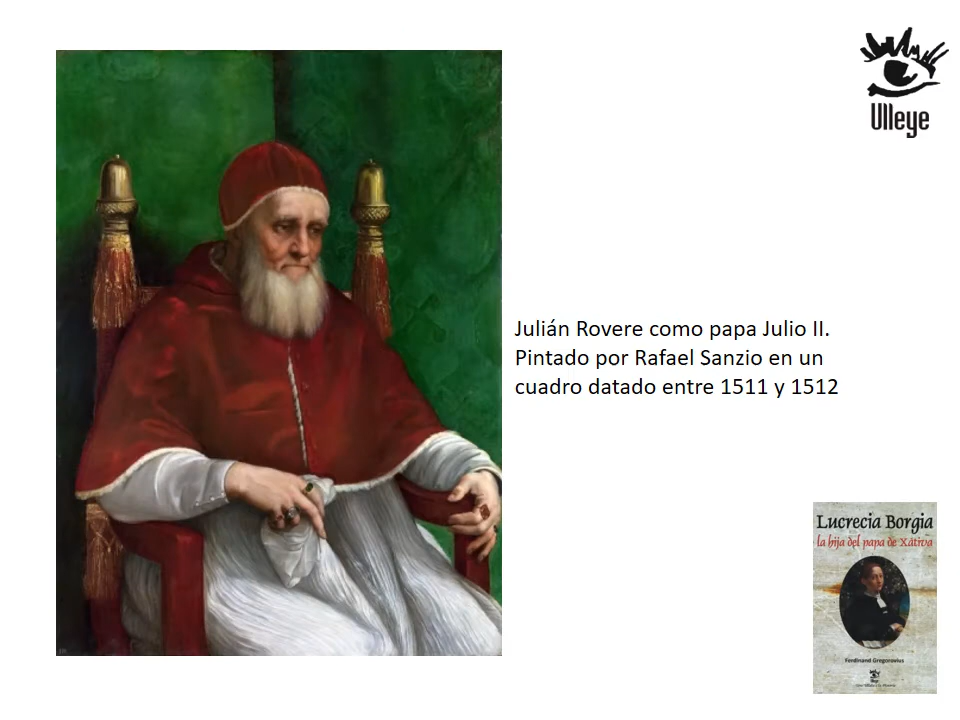 Ulleye
Julián Rovere como papa Julio II.
Pintado por Rafael Sanzio en un
cuadro datado entre 1511 y 1512
Lucrecia Borgia
la hija del papa de Xàtiva
Ferdinand Gregorovius